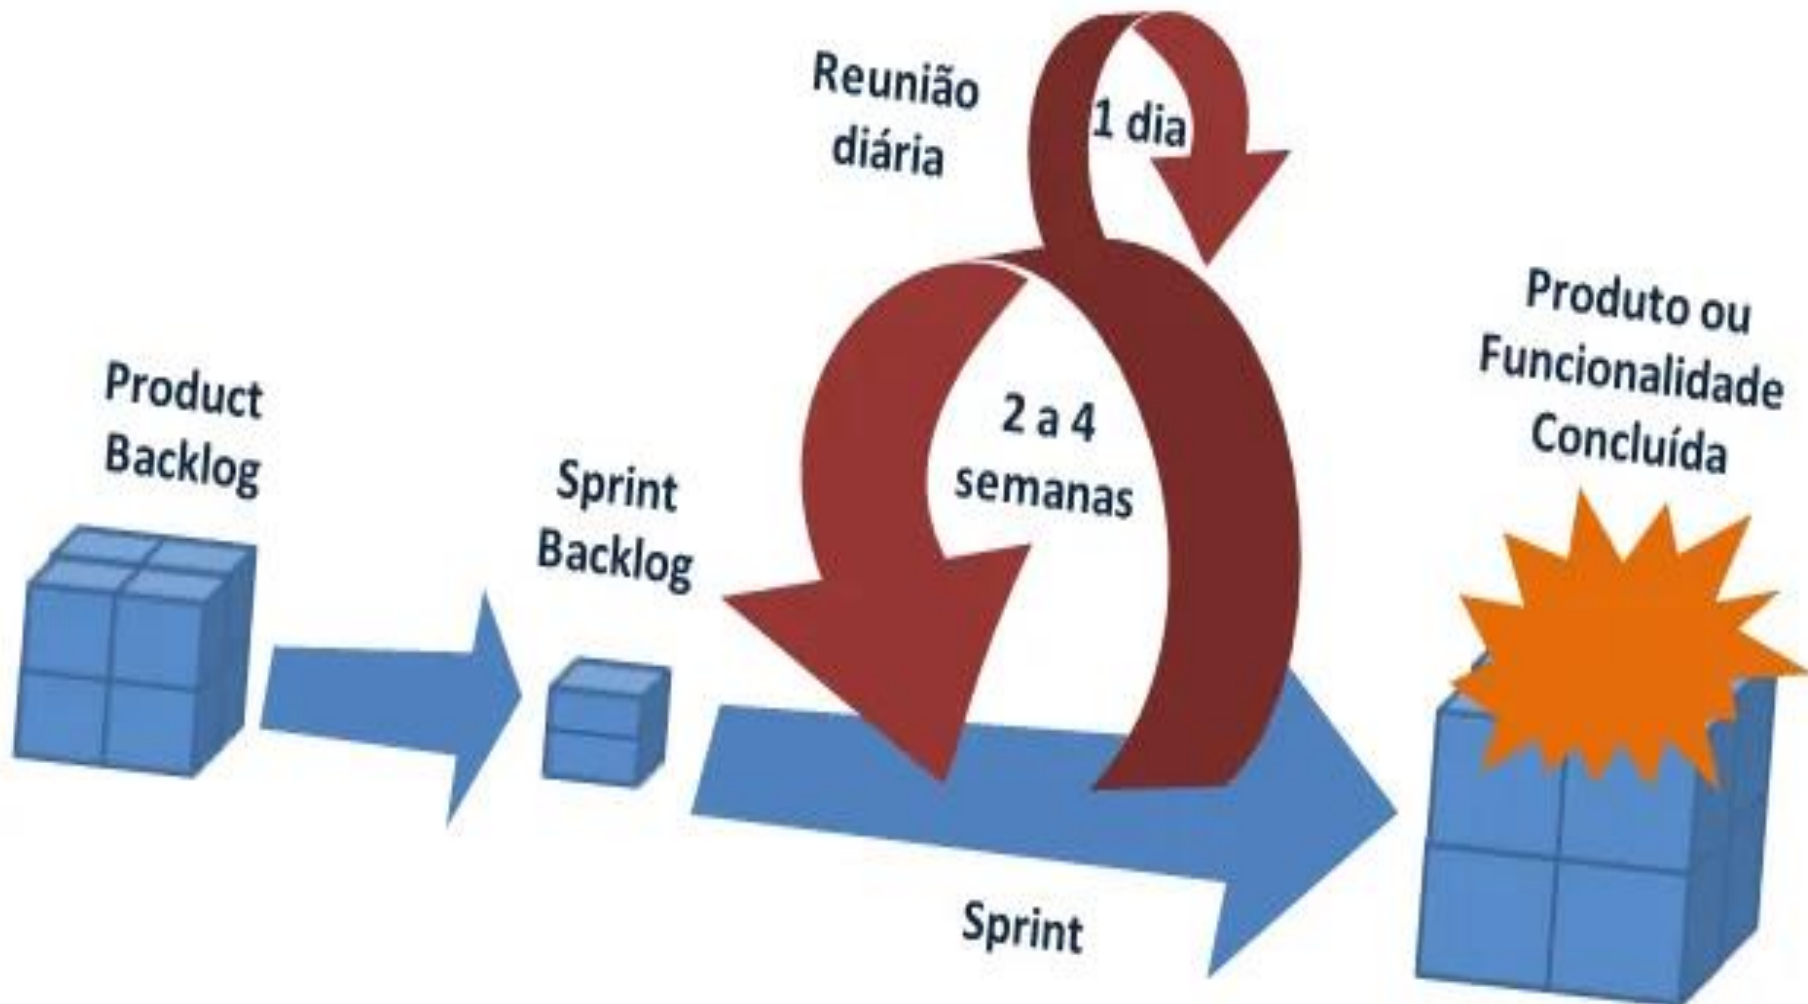 Product
Backlog
Sprint
Backlog
Reunião
diária
1 dia
2 a 4
semanas
Sprint
Produto ou
Funcionalidade
Concluída